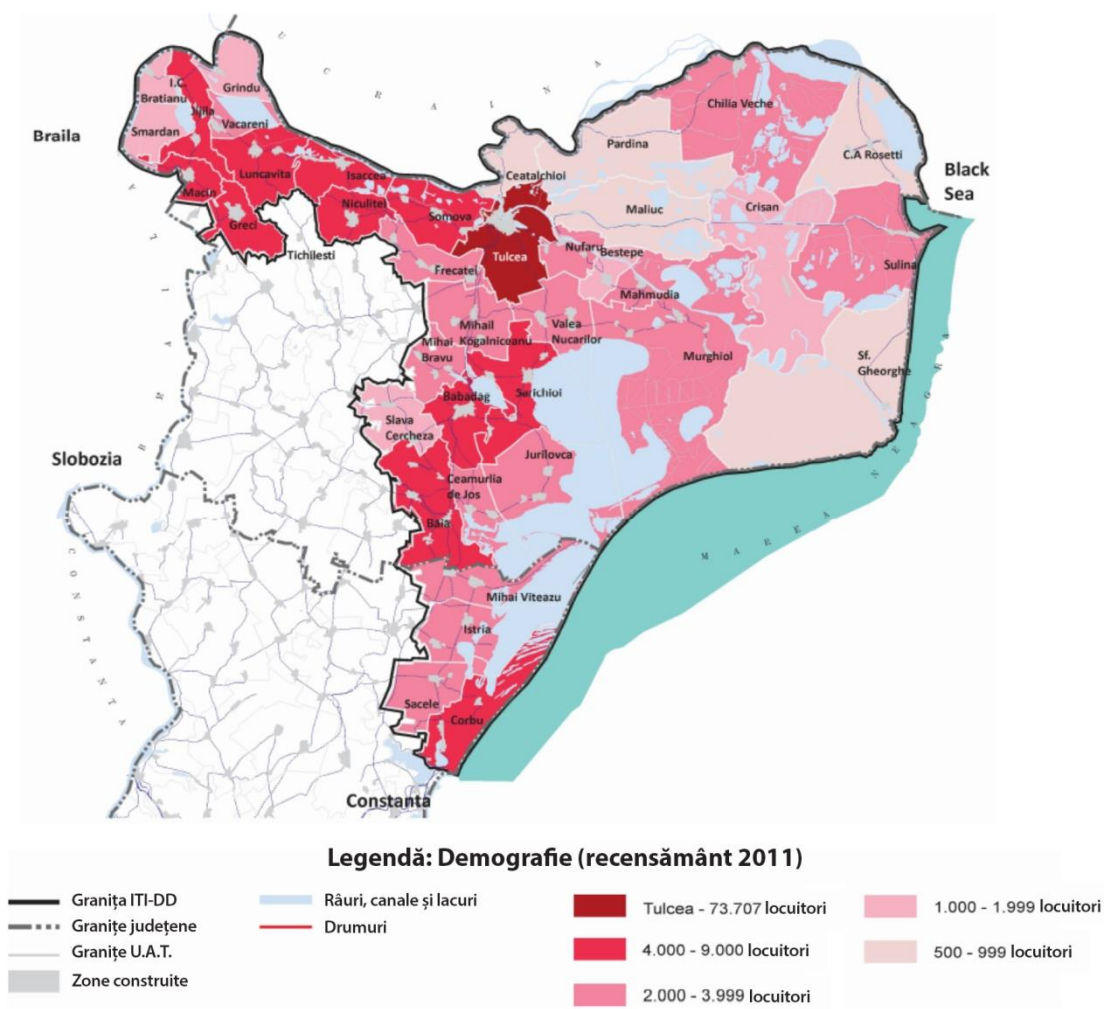 U C R A I N A
I.C.
Bratianu
Grindu
Jijila
Vacareni
Smardan
Braila
Chilia Veche
Pardina
C.A Rosetti
Black
Sea
Luncavita
Isaccea
Ceatalchioi
Macin
Niculitel
Somova
Maliuc
Crisan
Greci
Tichilesti
Tulcea
Nufaru
Bestepe
Frecatei
Mahmudia
Sulina
Mihail
Kogalniceanu
Valea
Nucarilor
Mihai
Bravu
Murghiol
Sf.
Gheorghe
Babadag
Sarichioi
Slava
Cercheza
Slobozia
Jurilovca
Ceamurlia
de Jos
Baia
M A R E A N E A G R A
Mihai Viteazu
Istria
C O N S T A N T A
Sacele
Corbu
Constanta
Legendă: Demografie (recensământ 2011)
Granița ITI-DD
Granițe județene
Granițe U.A.T.
Zone construite
Râuri, canale și lacuri
Drumuri
Tulcea - 73.707 locuitori
4.000 - 9.000 locuitori
2.000 - 3.999 locuitori
1.000 - 1.999 locuitori
500 - 999 locuitori